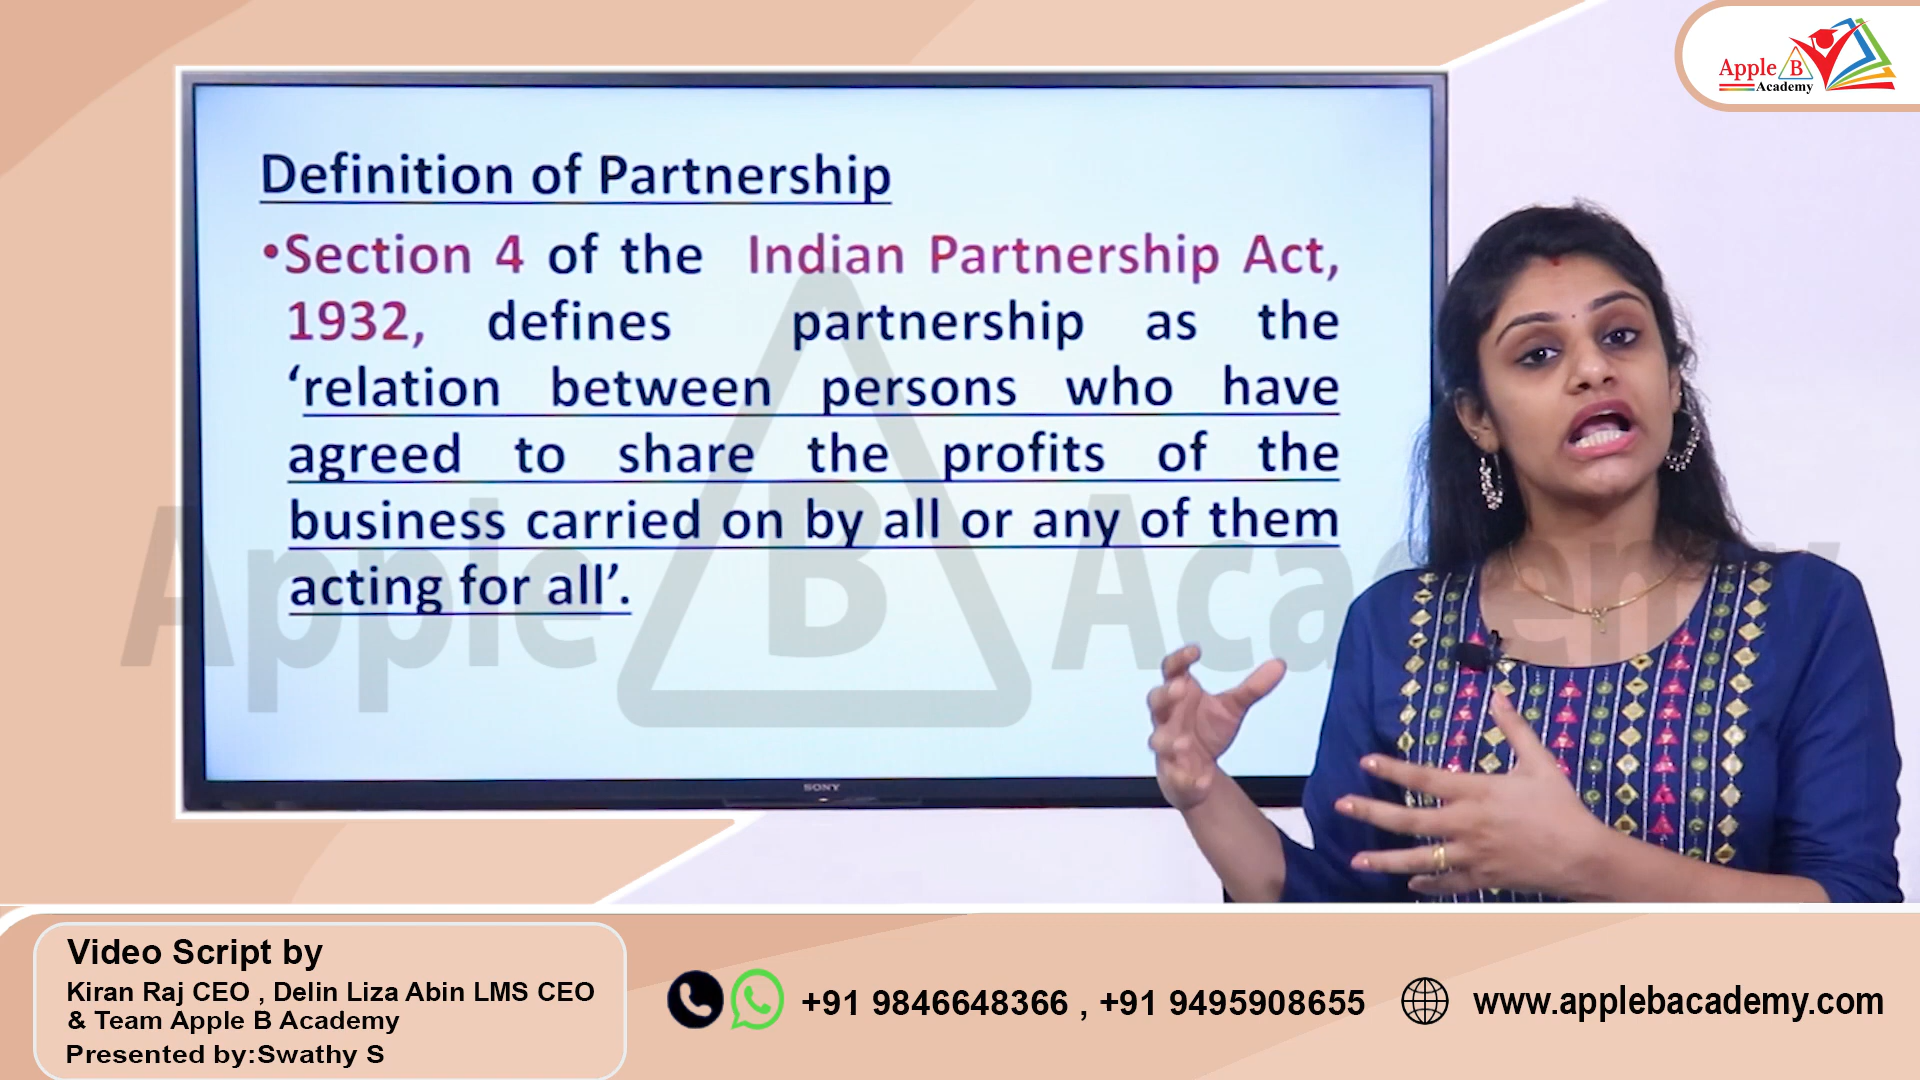 Apple B
Academy
Definition of Partnership
•Section 4 of the Indian Partnership Act,
1932, defines partnership as the
‘relation between persons who have
agreed to share the profits of the
business carried on by all or any of them
acting for all’.
Apple B Academy
SONY
Video Script by
Kiran Raj CEO , Delin Liza Abin LMS CEO
& Team Apple B Academy
Presented by:Swathy S
+91 9846648366 , +91 9495908655
www.applebacademy.com